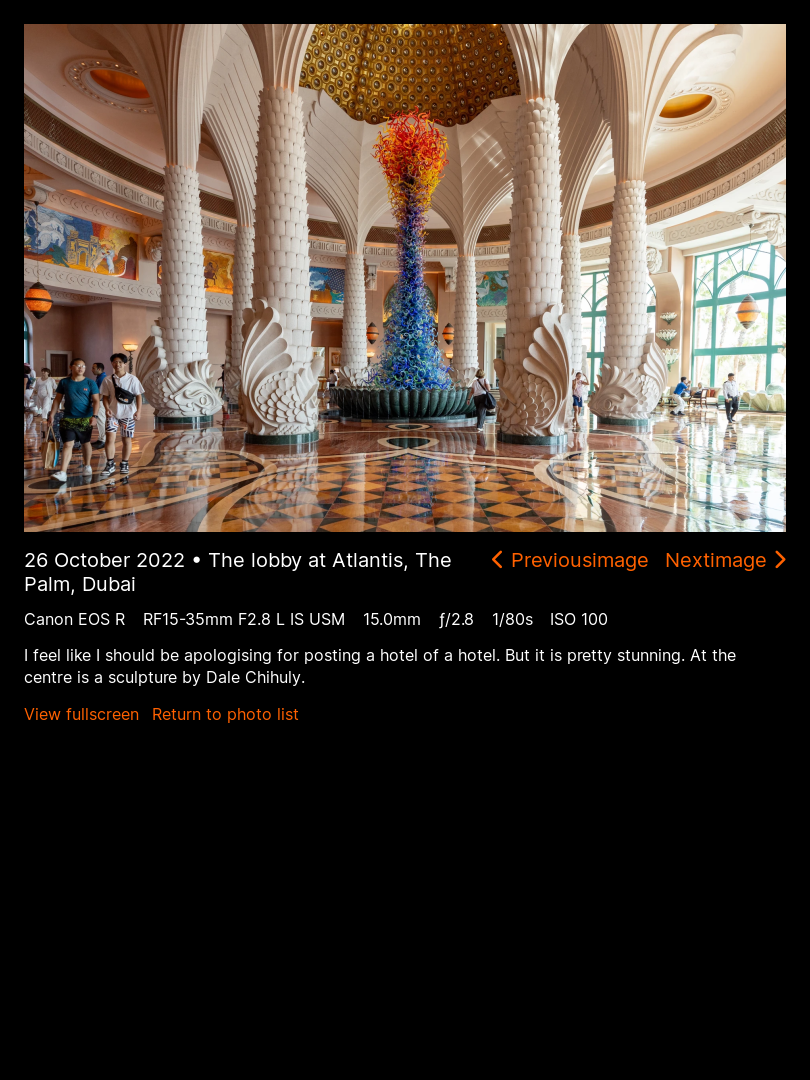 26 October 2022 • The lobby at Atlantis, The
Palm, Dubai
Previousimage Nextimage
Canon EOS R RF15-35mm F2.8 L IS USM 15.0mm ƒ/2.8 1/80s ISO 100
I feel like I should be apologising for posting a hotel of a hotel. But it is pretty stunning. At the
centre is a sculpture by Dale Chihuly.
View fullscreen Return to photo list